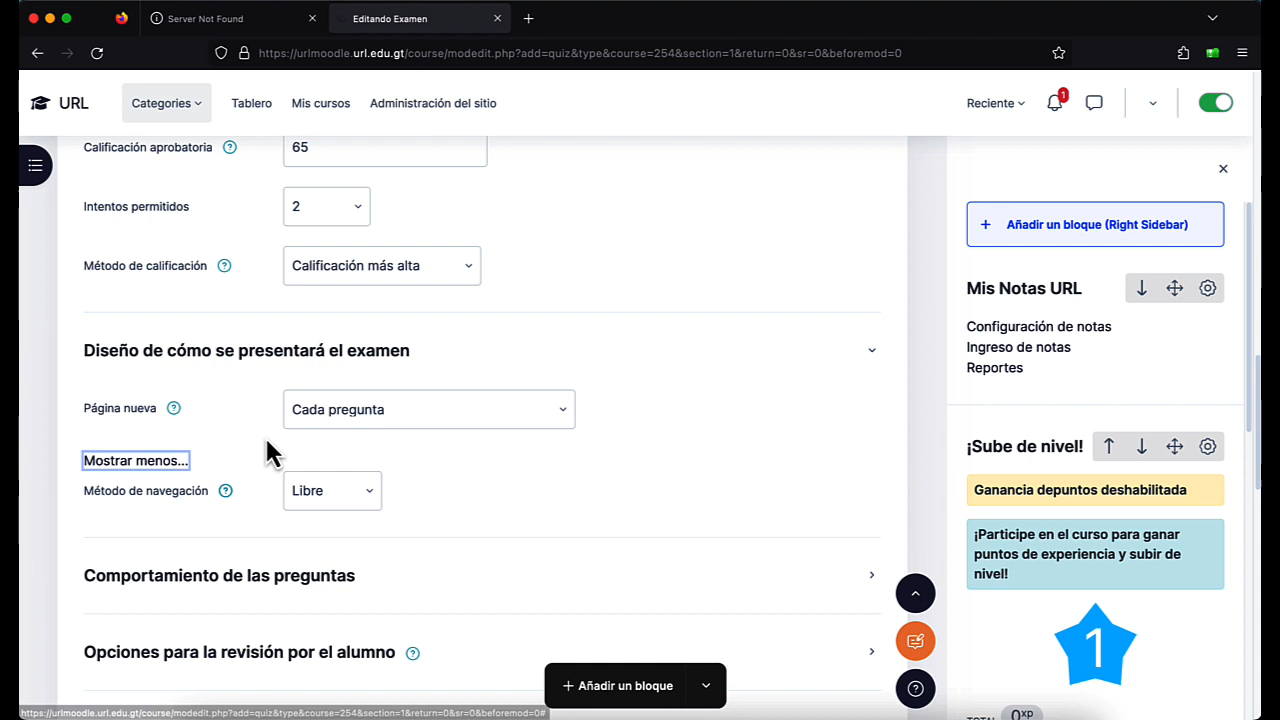 Server Not Found
Editando Examen
https://urlmoodle.url.edu.gt/course/modedit.php?add=quiz&type&course=254&section=1&return=0&sr=0&beforemod=0
URL
Categories
Tablero
Mis cursos
Administración del sitio
Reciente
1
Calificación aprobatoria
65
Intentos permitidos
2
Método de calificación
Calificación más alta
Diseño de cómo se presentará el examen
Página nueva
Cada pregunta
Mostrar menos...
Método de navegación
Libre
Comportamiento de las preguntas
Opciones para la revisión por el alumno
+ Añadir un bloque
+ Añadir un bloque (Right Sidebar)
Mis Notas URL
Configuración de notas
Ingreso de notas
Reportes
¡Sube de nivel!
Ganancia depuntos deshabilitada
¡Participe en el curso para ganar
puntos de experiencia y subir de
nivel!
1
0xp
TOTAL
https://urlmoodle.url.edu.gt/course/modedit.php?add=quiz&type&course=254&section=1&return=0&sr=0&beforemod=0#